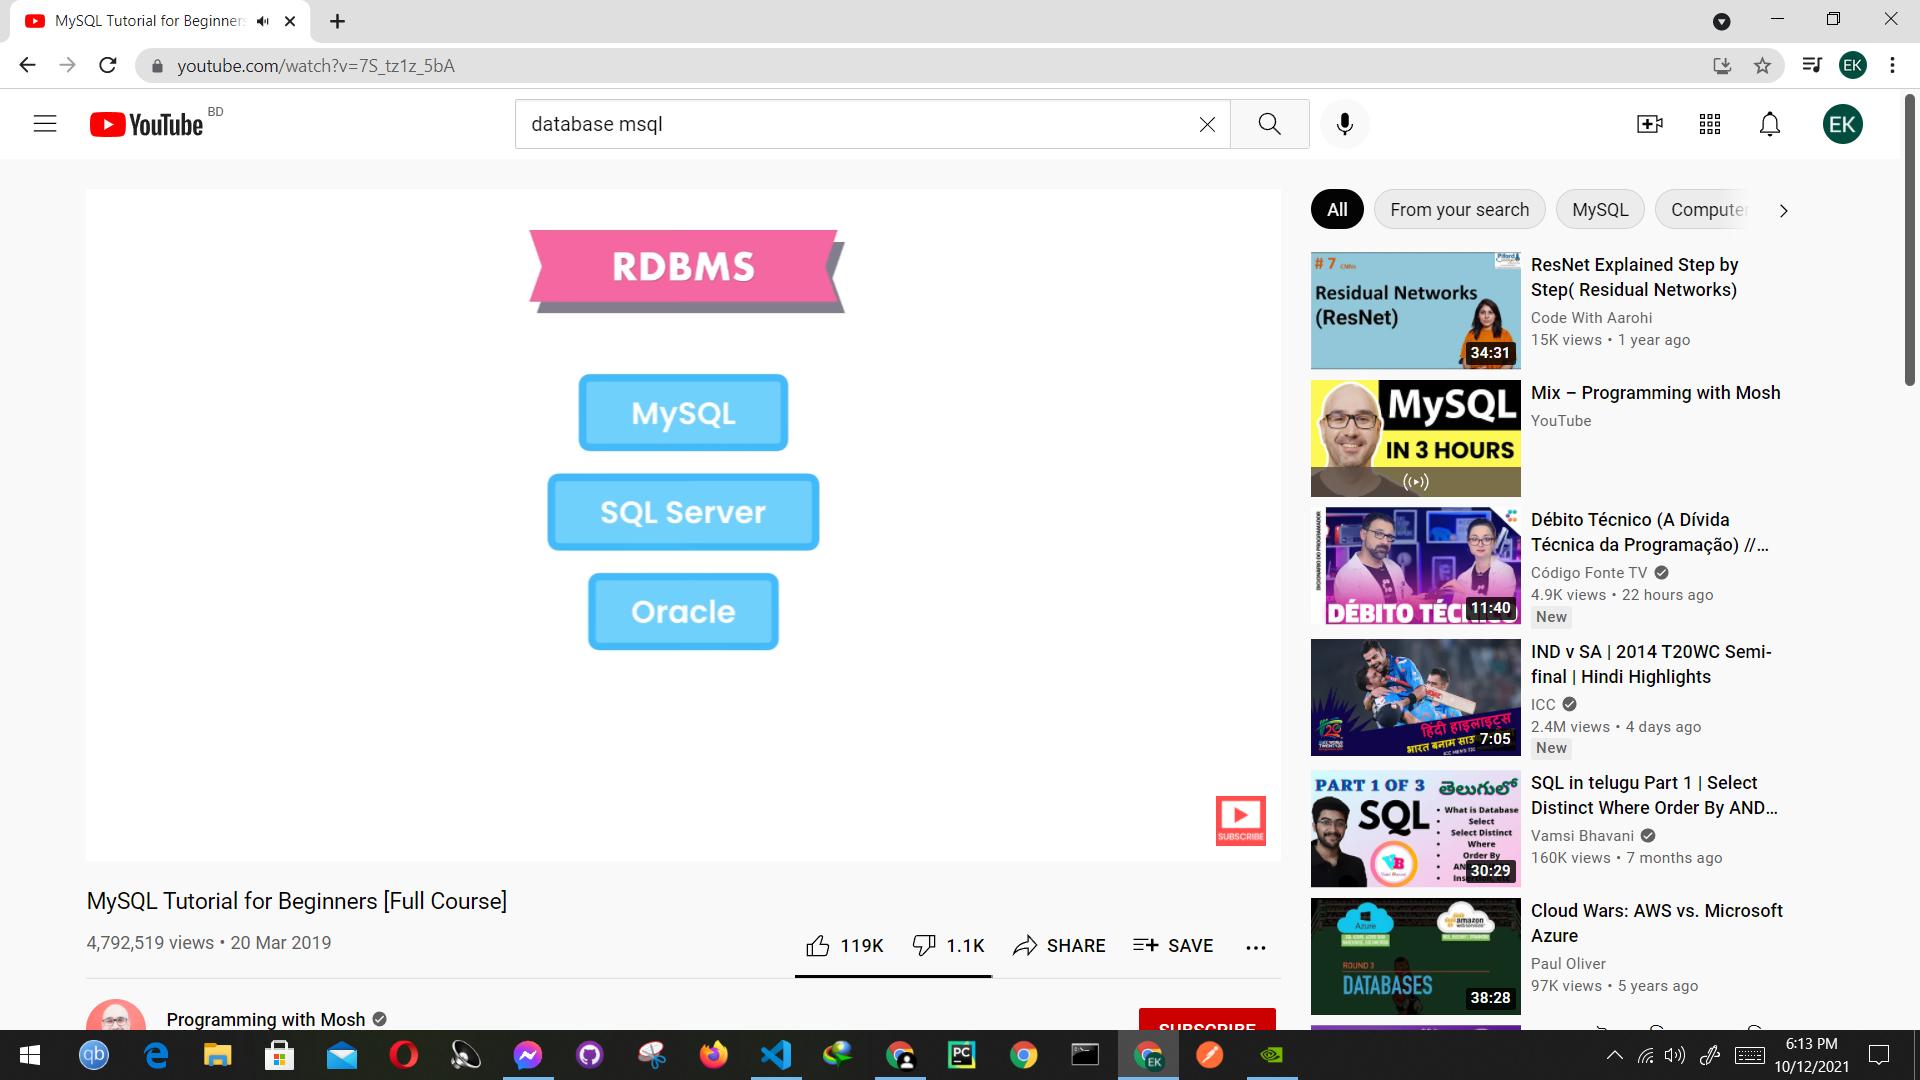 MySQL Tutorial for Beginners
youtube.com/watch?v=7S_tz1z_5bA
EK
YouTube BD
database msql
EK
RDBMS
MySQL
SQL Server
Oracle
SUBSCRIBE
MySQL Tutorial for Beginners [Full Course]
4,792,519 views • 20 Mar 2019
119K 1.1K SHARE SAVE
Programming with Mosh
SUBSCRIBE
All From your search MySQL Computer
# 7 CNNs
Residual Networks
(ResNet)
34:31
ResNet Explained Step by
Step( Residual Networks)
Code With Aarohi
15K views • 1 year ago
MySQL
IN 3 HOURS
Mix – Programming with Mosh
YouTube
DICIONÁRIO DO PROGRAMADOR
DÉBITO TÉCNICO
11:40
Débito Técnico (A Dívida
Técnica da Programação) //...
Código Fonte TV
4.9K views • 22 hours ago
New
हिंदी हाइलाइट्स
भारत बनाम
7:05
IND v SA | 2014 T20WC Semi-
final | Hindi Highlights
ICC
2.4M views • 4 days ago
New
PART 1 OF 3 తెలుగులో
SQL
• What is Database
Select
• Select Distinct
• Where
• Order By
30:29
SQL in telugu Part 1 | Select
Distinct Where Order By AND...
Vamsi Bhavani
160K views • 7 months ago
Azure
amazon
ROUND 3
DATABASES
38:28
Cloud Wars: AWS vs. Microsoft
Azure
Paul Oliver
97K views • 5 years ago
qb
PC
EK
6:13 PM
10/12/2021